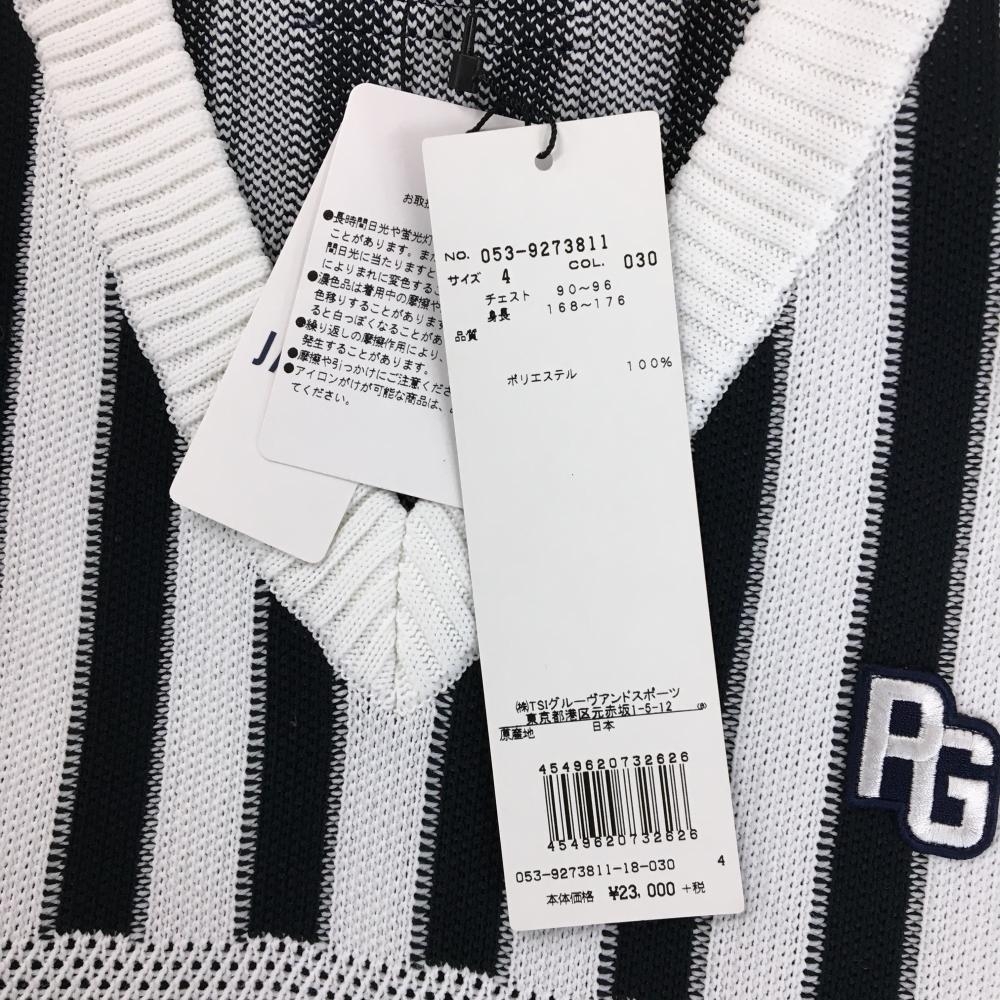 お取扱
●長時間日光や蛍光灯
ことがあります。また
間日光に当たりますと
によりまれに変色するこ
●濃色品は着用中の摩擦や
色移りすることがあります
ると白っぽくなることがあ
●繰り返しの摩擦作用により、
発生することがあります。
●摩擦や引っかけにご注意くださ
●アイロンがけが可能な商品は、
てください。
NO. 053-9273811
サイズ 4 COL. 030
チェスト 90~96
身長 168~176
品質
ポリエステル 100%
㈱TSIグルーヴアンドスポーツ
東京都港区元赤坂1-5-12
原産地 日本
4549620732626
4549620732626
053-9273811-18-030 4
本体価格 ¥23,000 +税
PG